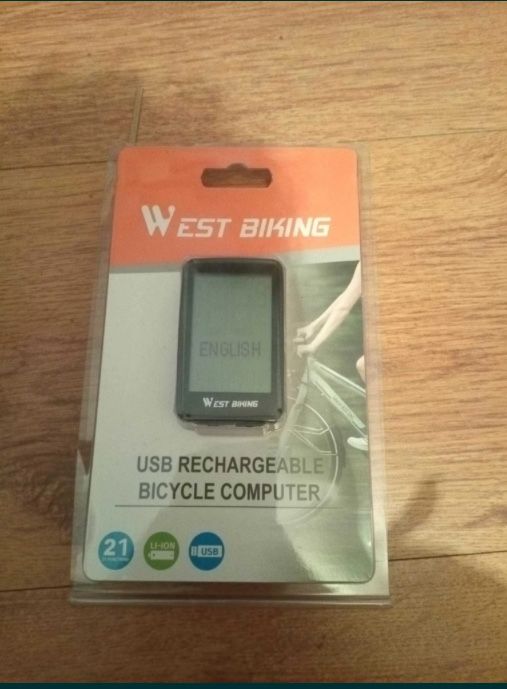 WEST BIKING
ENGLISH
WEST BIKING
USB RECHARGEABLE
BICYCLE COMPUTER
21
LI-ION
USB